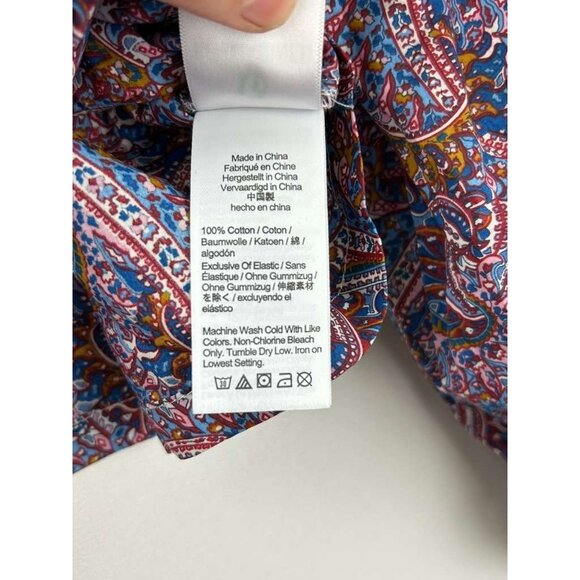 Made in China
Fabriqué en Chine
Hergestellt in China
Vervaardigd in China
中国製
hecho en china
100% Cotton / Coton /
Baumwolle / Katoen / 綿 /
algodón
Exclusive Of Elastic / Sans
Élastique / Ohne Gummizug /
Ohne Gummizug / 伸縮素材
を除く / excluyendo el
elástico
Machine Wash Cold With Like
Colors. Non-Chlorine Bleach
Only. Tumble Dry Low. Iron on
Lowest Setting.